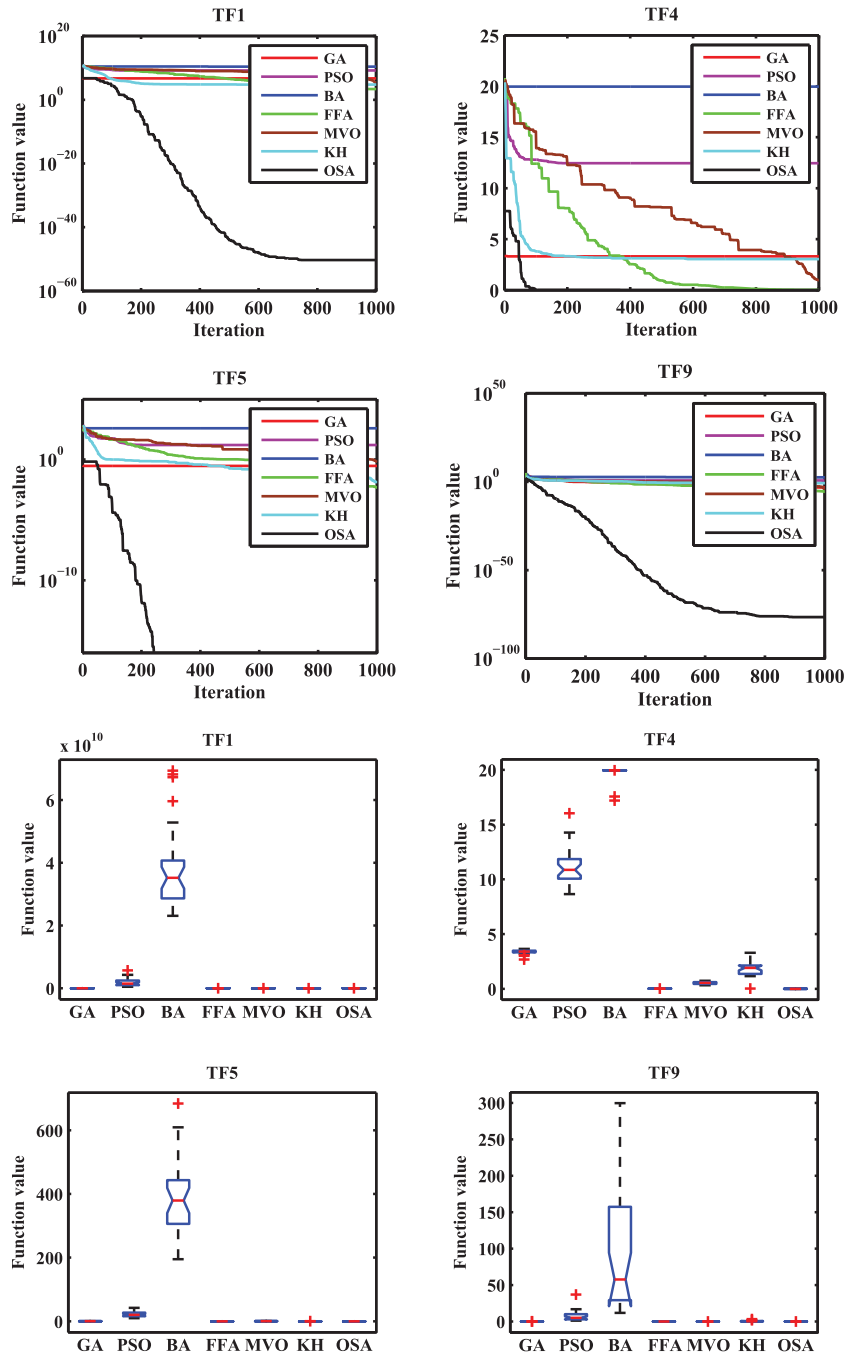 TF1
10^20
10^0
10^−20
10^−40
10^−60
Function value
0 200 400 600 800 1000
Iteration
GA
PSO
BA
FFA
MVO
KH
OSA
TF4
25
20
15
10
5
0
Function value
0 200 400 600 800 1000
Iteration
GA
PSO
BA
FFA
MVO
KH
OSA
TF5
10^0
10^−10
Function value
0 200 400 600 800 1000
Iteration
GA
PSO
BA
FFA
MVO
KH
OSA
TF9
10^50
10^0
10^−50
10^−100
Function value
0 200 400 600 800 1000
Iteration
GA
PSO
BA
FFA
MVO
KH
OSA
TF1
x 10^10
6
4
2
0
Function value
GA PSO BA FFA MVO KH OSA
TF4
20
15
10
5
0
Function value
GA PSO BA FFA MVO KH OSA
TF5
600
400
200
0
Function value
GA PSO BA FFA MVO KH OSA
TF9
300
250
200
150
100
50
0
Function value
GA PSO BA FFA MVO KH OSA